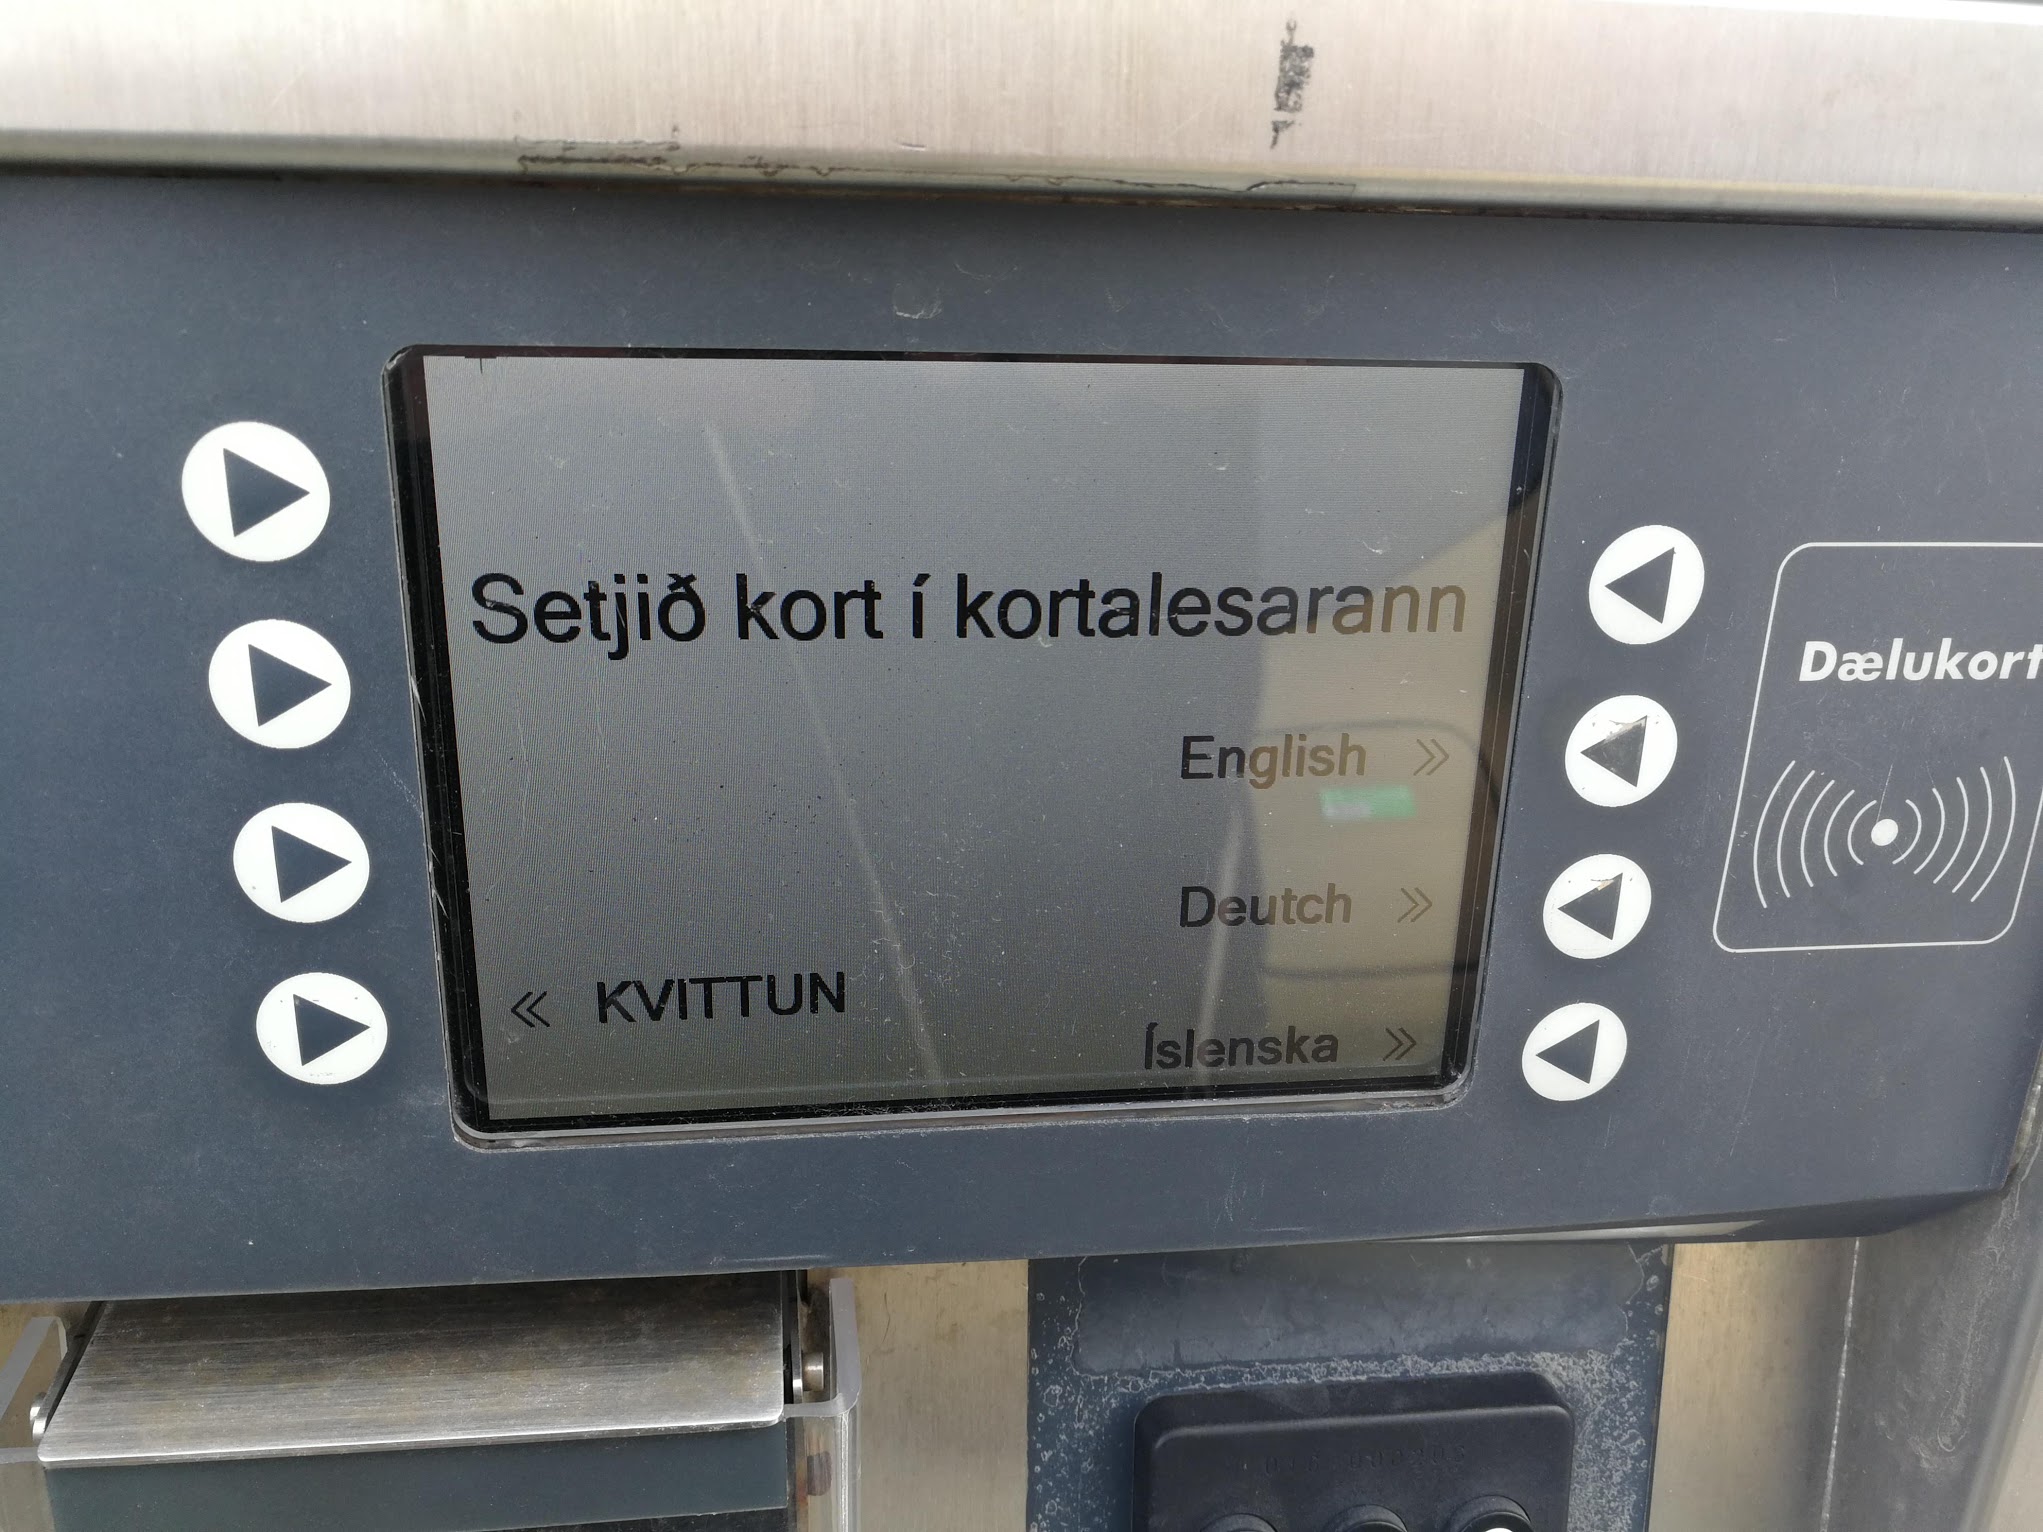 Setjið kort í kortalesarann
English »
Deutch »
« KVITTUN
Íslenska »
Dælukort